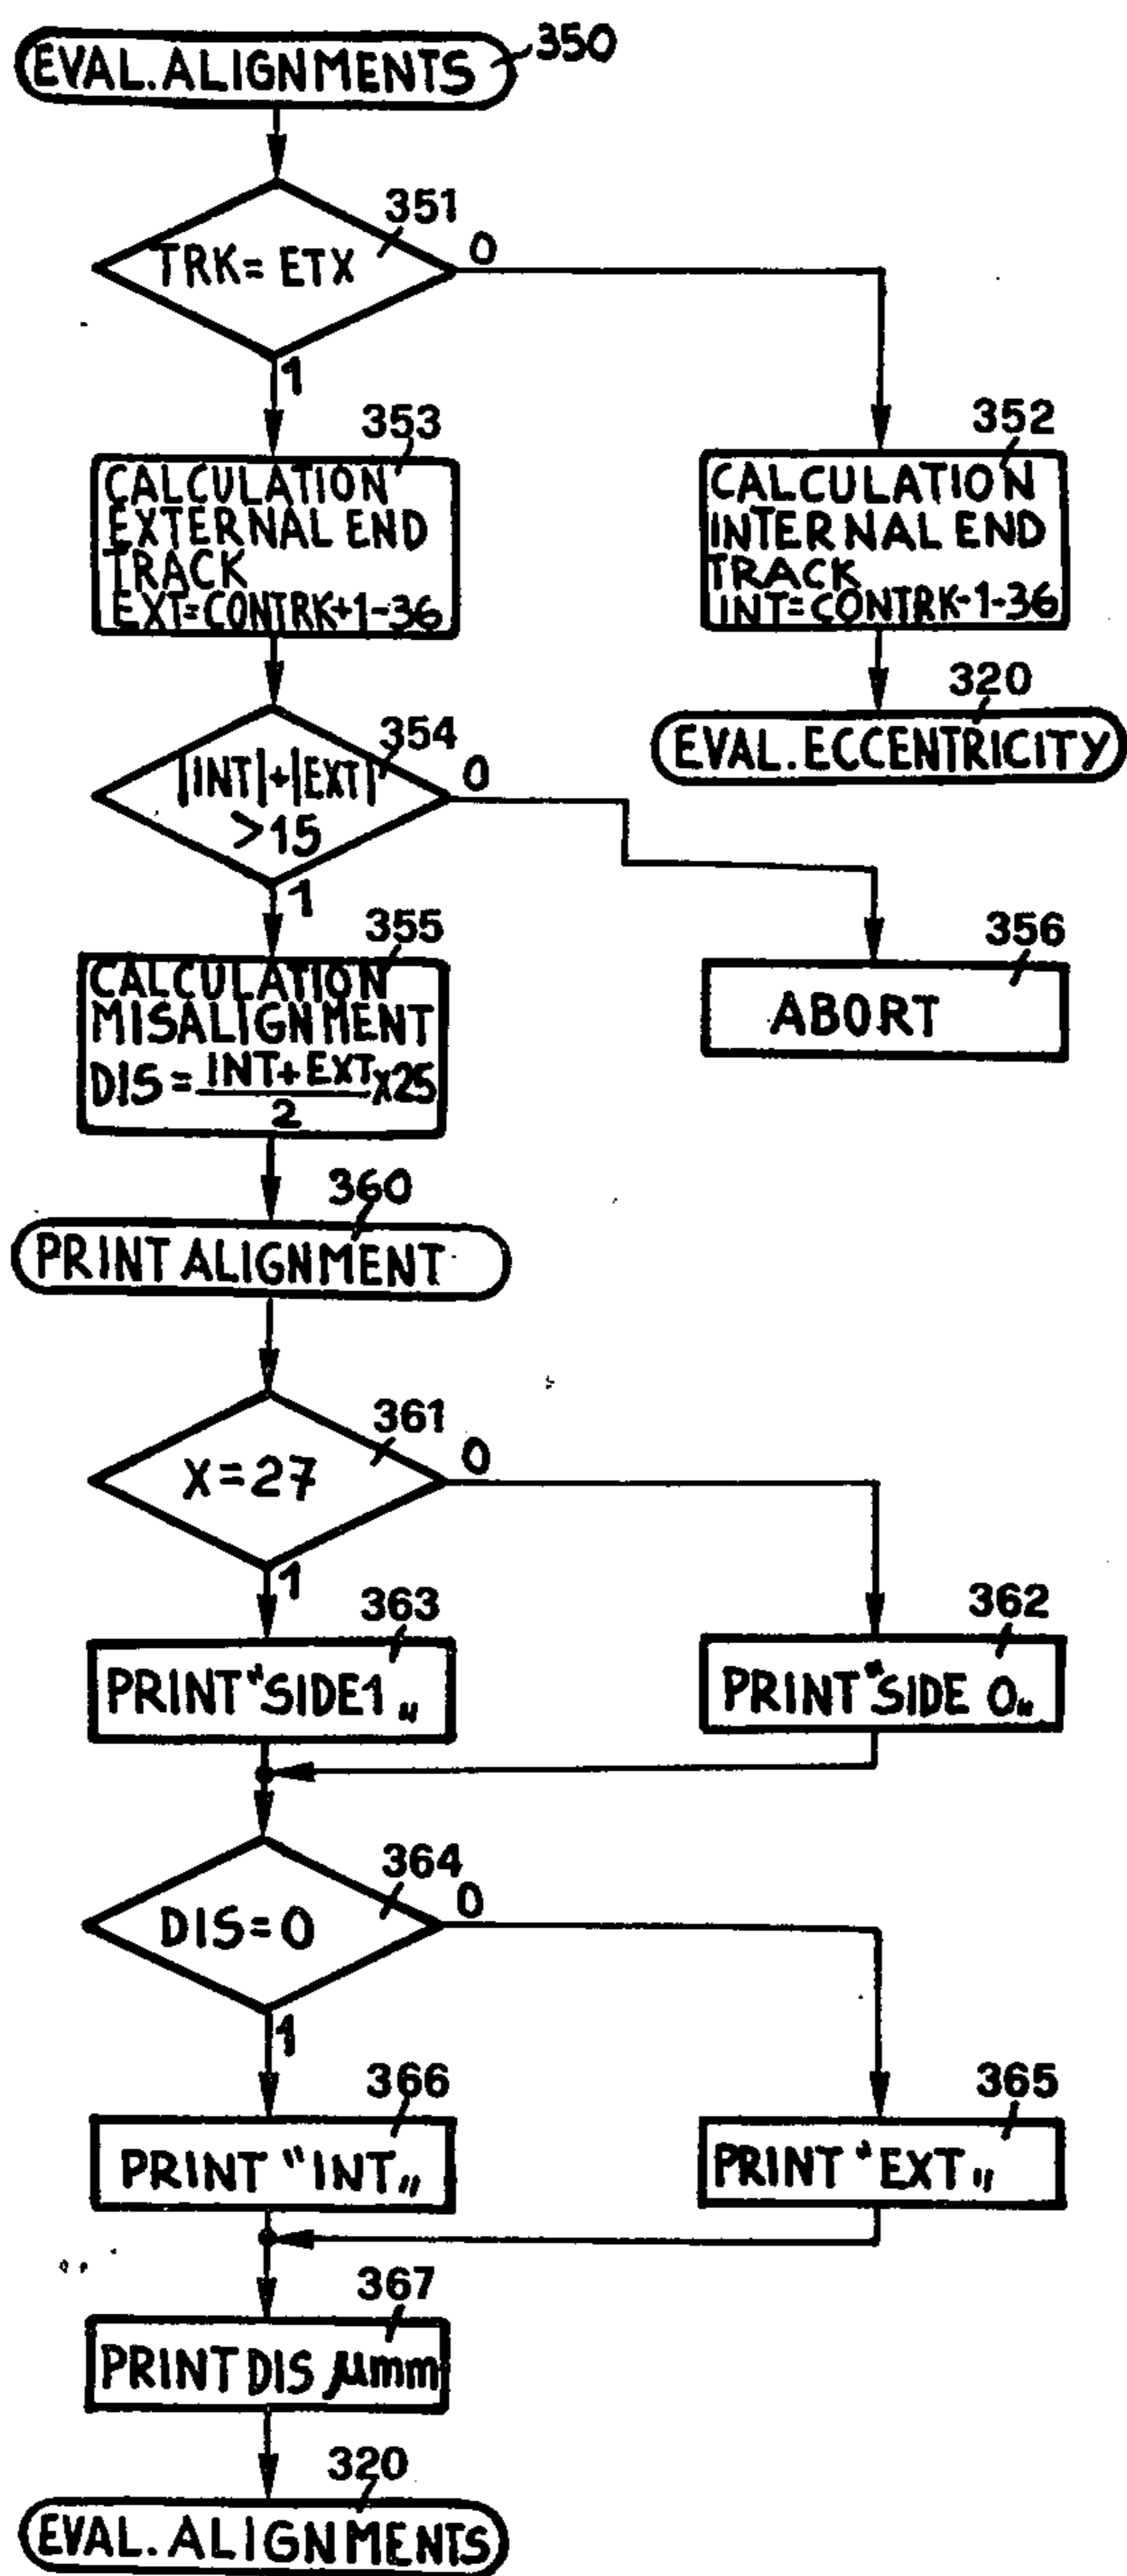 EVAL. ALIGNMENTS 350
TRK = ETX 351
0
1
353
CALCULATION
EXTERNAL END
TRACK
EXT=CONTRK+1-36
352
CALCULATION
INTERNAL END
TRACK
INT=CONTRK-1-36
320
EVAL. ECCENTRICITY
354
|INT|+|EXT|
>15
0
1
355
CALCULATION
MISALIGNMENT
DIS = INT+EXT x25
2
356
ABORT
360
PRINT ALIGNMENT
361
X=27
0
1
363
PRINT "SIDE1„
362
PRINT "SIDE 0„
364
DIS=0
0
1
366
PRINT "INT„
365
PRINT "EXT„
367
PRINT DIS µmm
320
EVAL. ALIGNMENTS